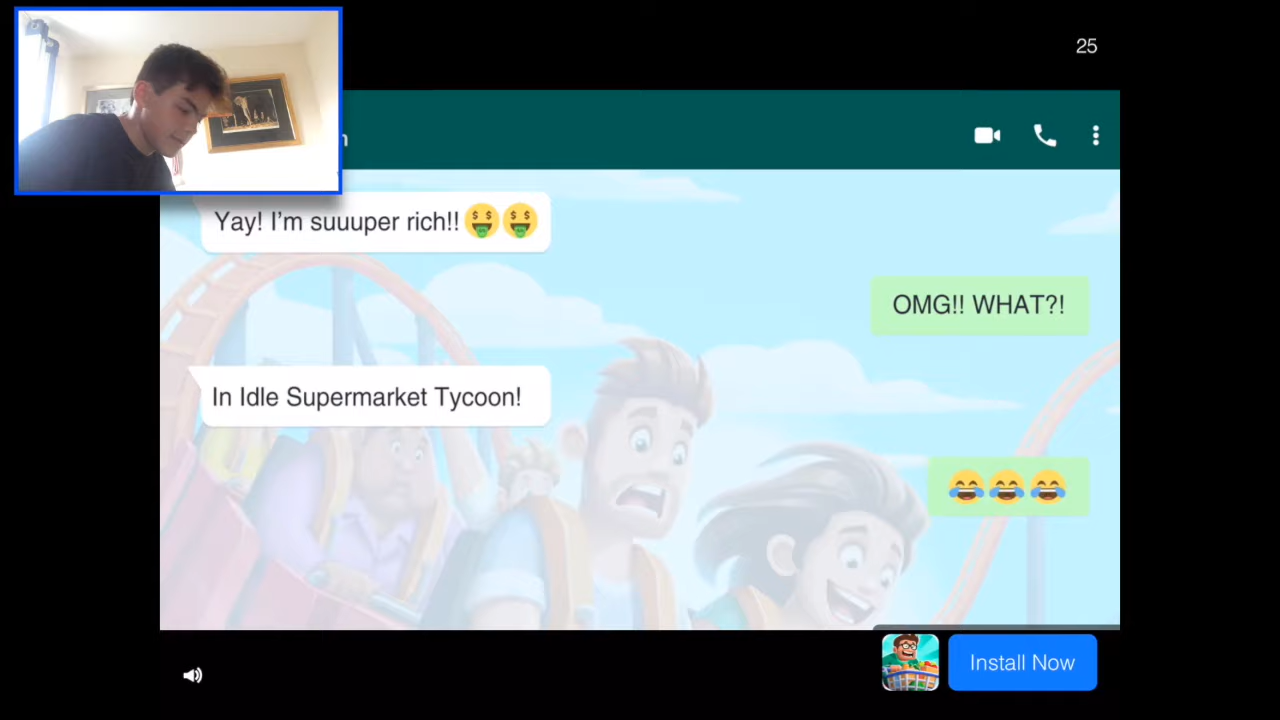 25
Yay! I'm suuuper rich!! 🤑🤑
OMG!! WHAT?!
In Idle Supermarket Tycoon!
😂😂😂
Install Now